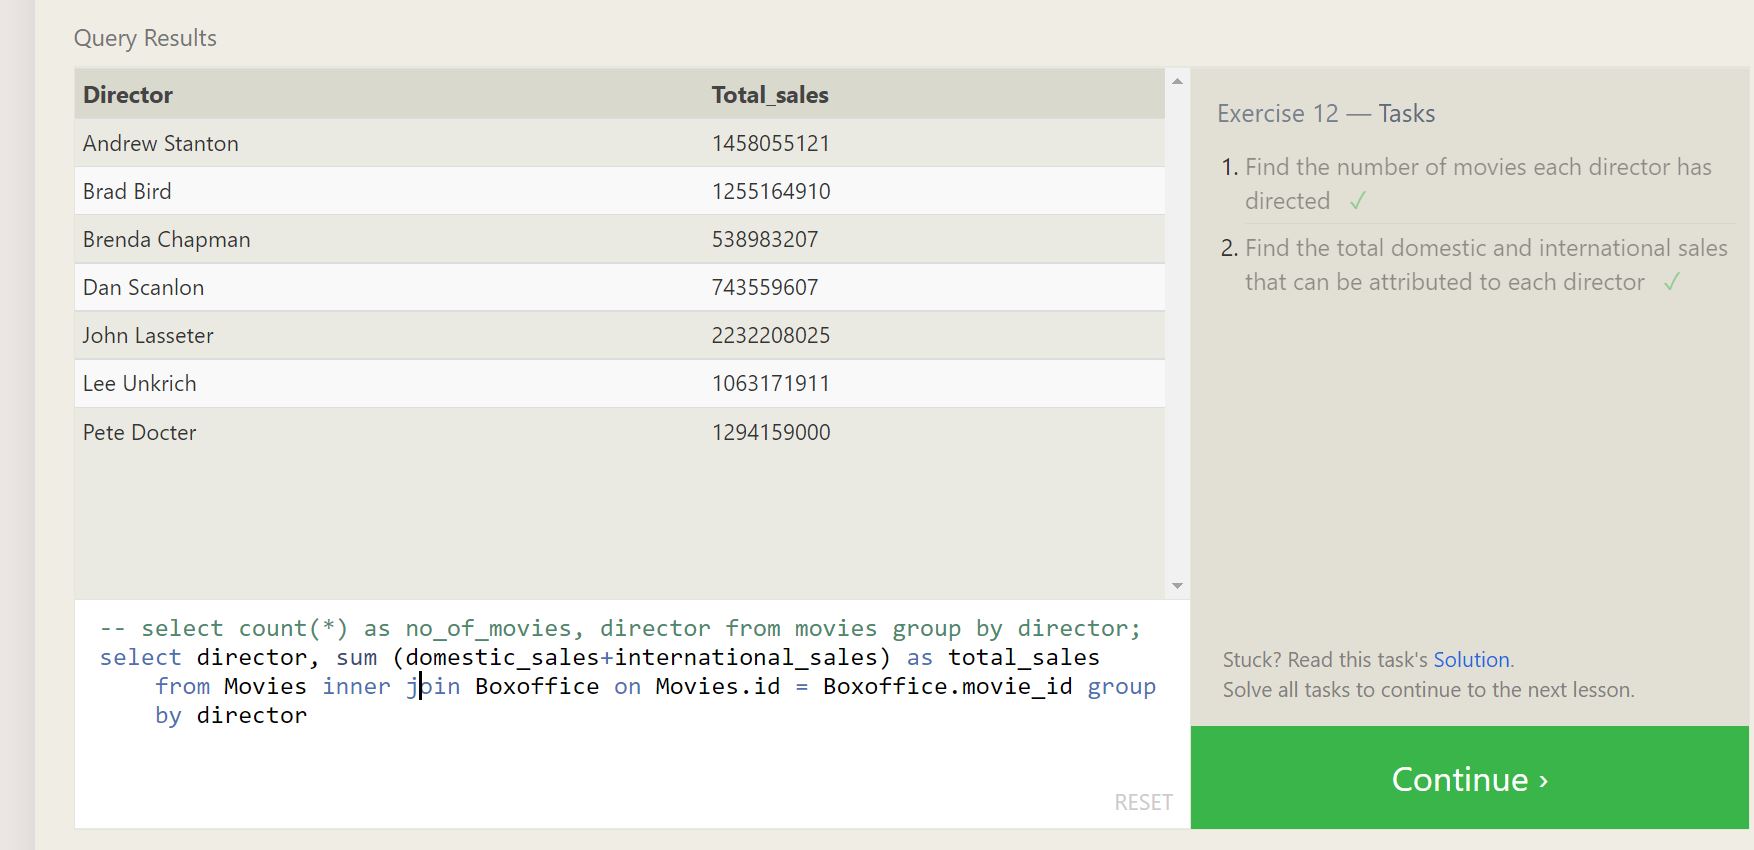 Query Results
Director Total_sales
Andrew Stanton 1458055121
Brad Bird 1255164910
Brenda Chapman 538983207
Dan Scanlon 743559607
John Lasseter 2232208025
Lee Unkrich 1063171911
Pete Docter 1294159000
-- select count(*) as no_of_movies, director from movies group by director;
select director, sum (domestic_sales+international_sales) as total_sales
from Movies inner join Boxoffice on Movies.id = Boxoffice.movie_id group
by director
RESET
Exercise 12 — Tasks
1. Find the number of movies each director has
directed ✓
2. Find the total domestic and international sales
that can be attributed to each director ✓
Stuck? Read this task's Solution.
Solve all tasks to continue to the next lesson.
Continue ›